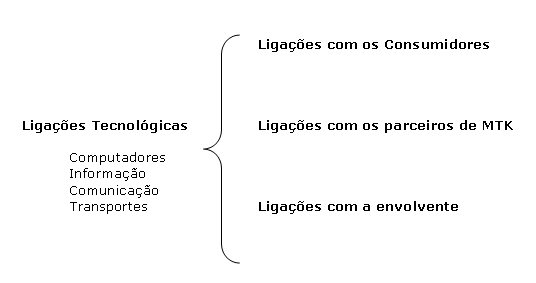 Ligações Tecnológicas
Computadores
Informação
Comunicação
Transportes
Ligações com os Consumidores
Ligações com os parceiros de MTK
Ligações com a envolvente